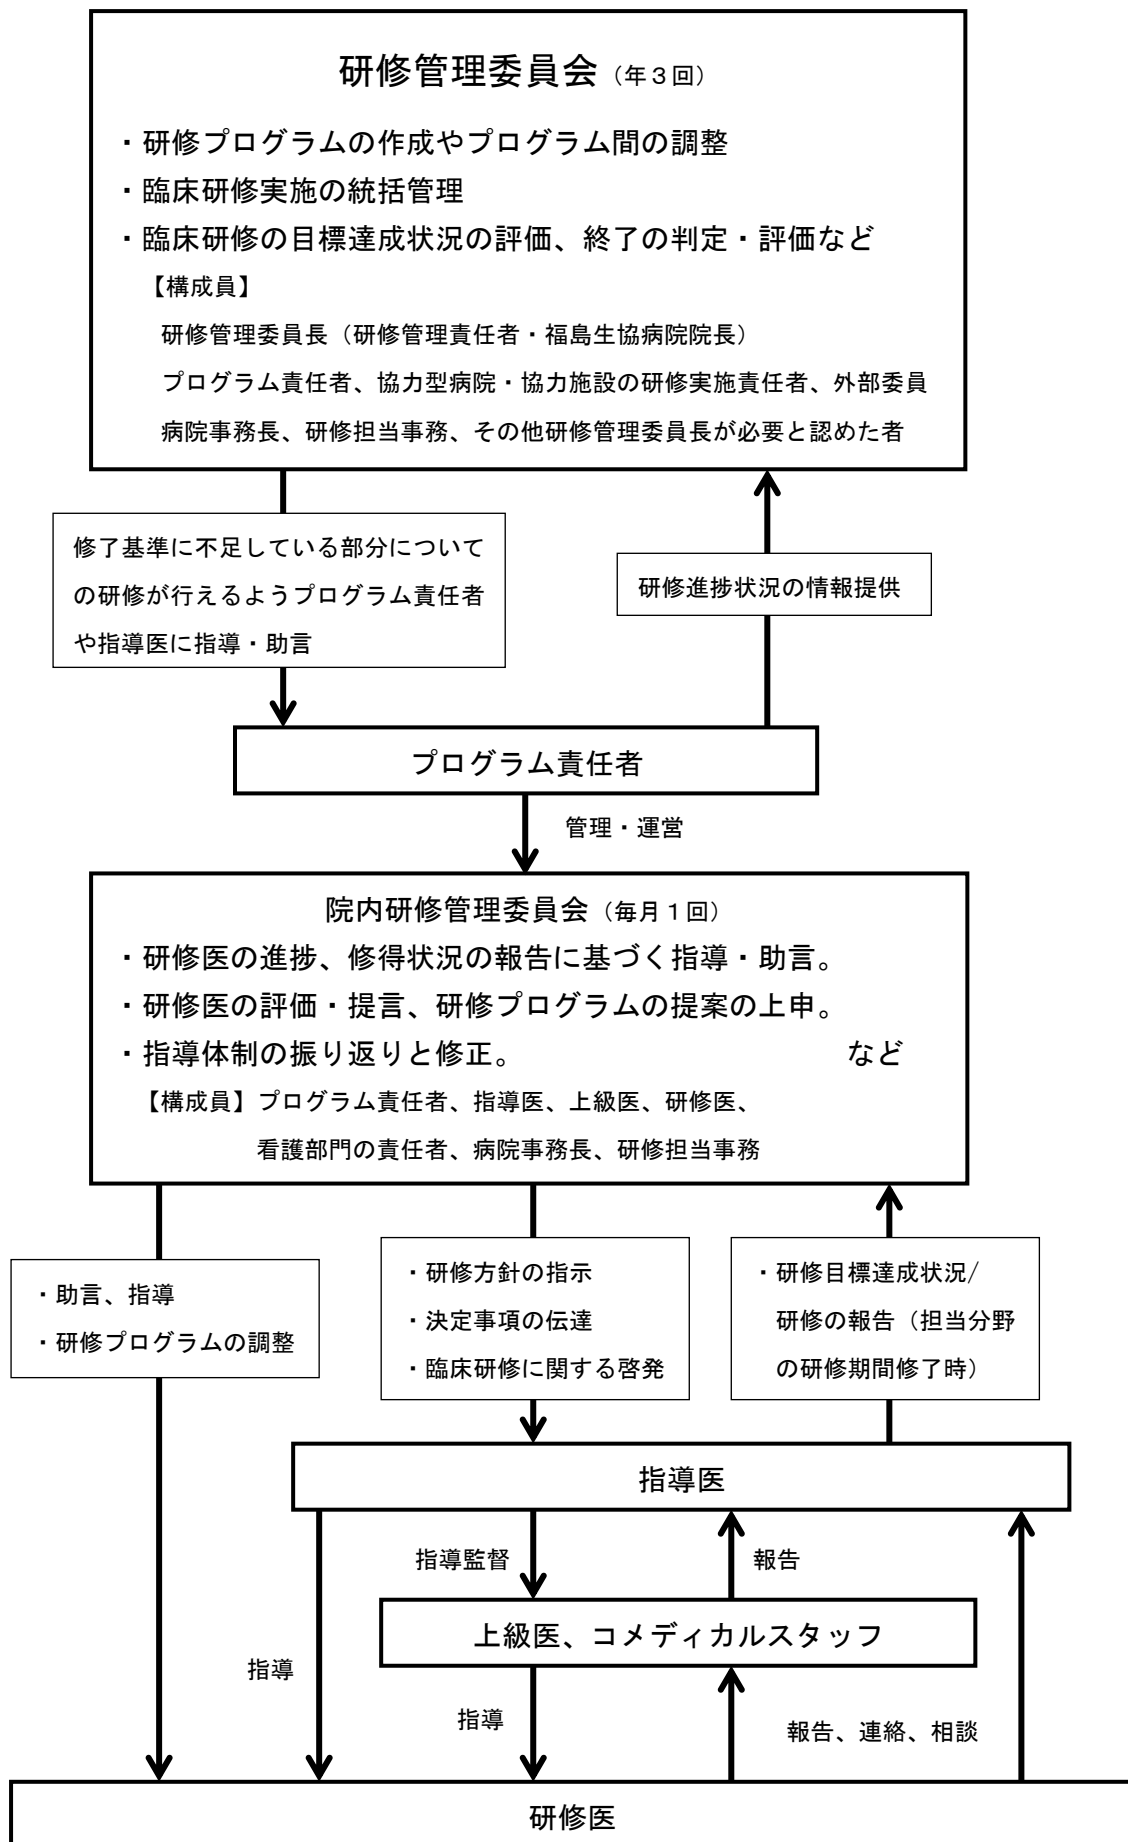 研修管理委員会（年３回）
・研修プログラムの作成やプログラム間の調整
・臨床研修実施の統括管理
・臨床研修の目標達成状況の評価、終了の判定・評価など
【構成員】
研修管理委員長（研修管理責任者・福島生協病院院長）
プログラム責任者、協力型病院・協力施設の研修実施責任者、外部委員
病院事務長、研修担当事務、その他研修管理委員長が必要と認めた者
修了基準に不足している部分について
の研修が行えるようプログラム責任者
や指導医に指導・助言
研修進捗状況の情報提供
プログラム責任者
管理・運営
院内研修管理委員会（毎月１回）
・研修医の進捗、修得状況の報告に基づく指導・助言。
・研修医の評価・提言、研修プログラムの提案の上申。
・指導体制の振り返りと修正。　など
【構成員】プログラム責任者、指導医、上級医、研修医、
看護部門の責任者、病院事務長、研修担当事務
・助言、指導
・研修プログラムの調整
・研修方針の指示
・決定事項の伝達
・臨床研修に関する啓発
・研修目標達成状況/
研修の報告（担当分野
の研修期間修了時）
指導医
指導監督
報告
上級医、コメディカルスタッフ
指導
指導
報告、連絡、相談
研修医